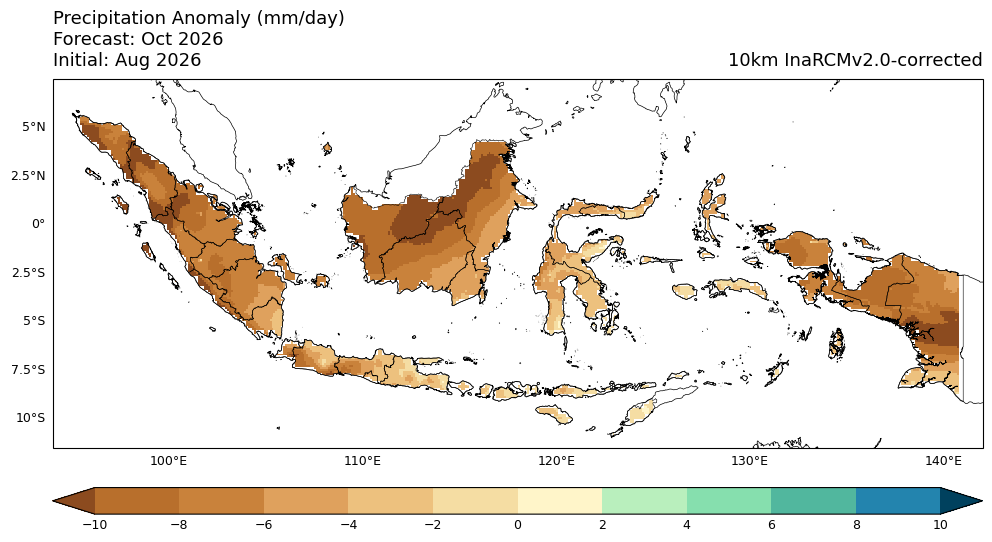 Precipitation Anomaly (mm/day)
Forecast: Oct 2026
Initial: Aug 2026
10km InaRCMv2.0-corrected
5°N
2.5°N
0°
2.5°S
5°S
7.5°S
10°S
100°E 110°E 120°E 130°E 140°E
−10 −8 −6 −4 −2 0 2 4 6 8 10